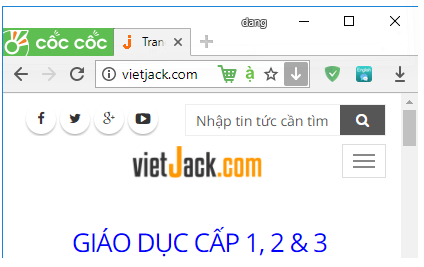 dang
cốc cốc
Tran
vietjack.com
Nhập tin tức cần tìm
vietJack.com
GIÁO DỤC CẤP 1, 2 & 3